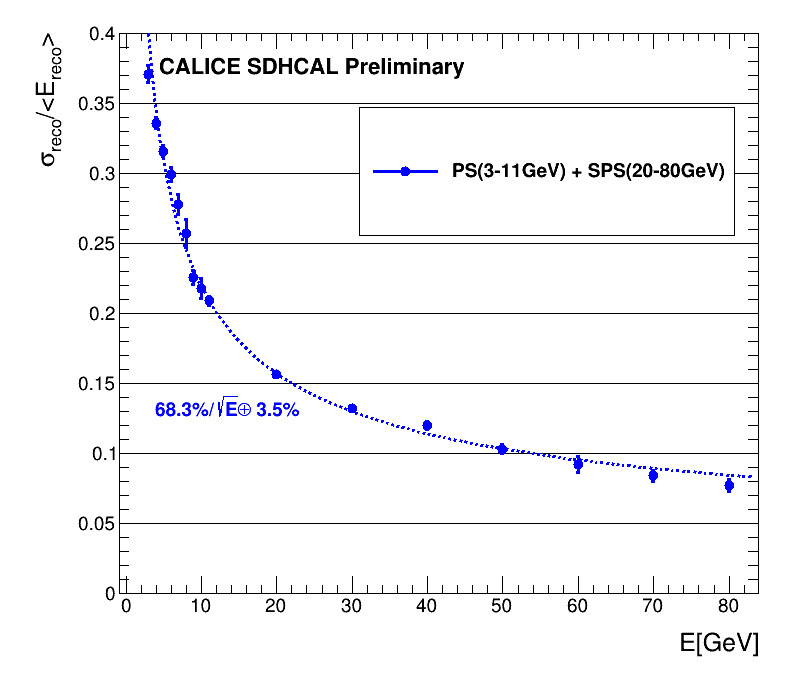 σreco/<Ereco>
0.4
0.35
0.3
0.25
0.2
0.15
0.1
0.05
0
CALICE SDHCAL Preliminary
PS(3-11GeV) + SPS(20-80GeV)
68.3%/√E⊕ 3.5%
0 10 20 30 40 50 60 70 80
E[GeV]